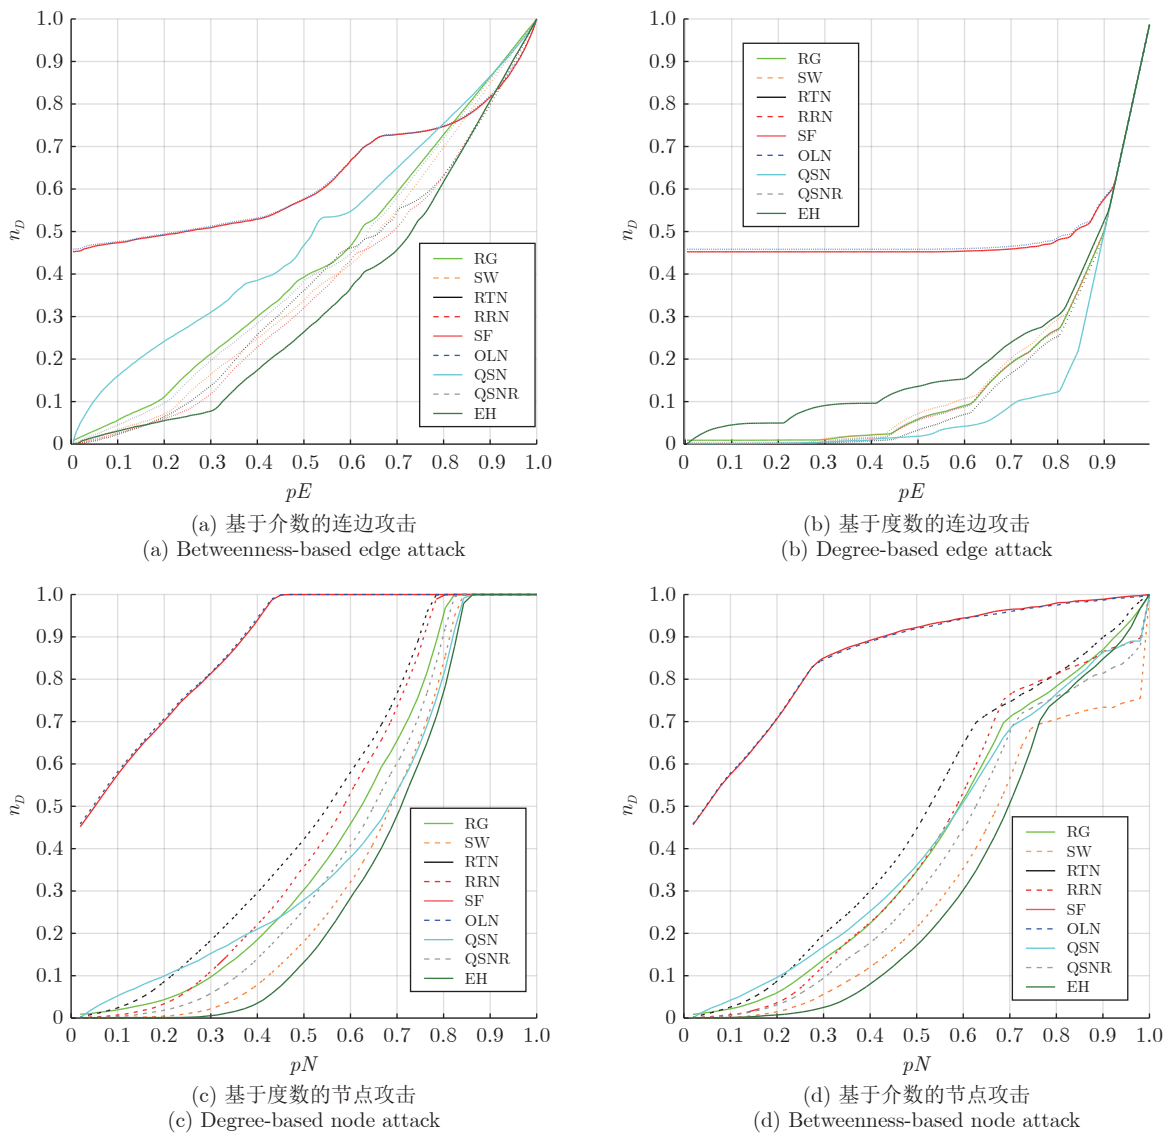 1.0
0.9
0.8
0.7
0.6
0.5
0.4
0.3
0.2
0.1
0
n_D
0 0.1 0.2 0.3 0.4 0.5 0.6 0.7 0.8 0.9 1.0
pE
RG
SW
RTN
RRN
SF
OLN
QSN
QSNR
EH
(a) 基于介数的连边攻击
(a) Betweenness-based edge attack
1.0
0.9
0.8
0.7
0.6
0.5
0.4
0.3
0.2
0.1
0
n_D
0 0.1 0.2 0.3 0.4 0.5 0.6 0.7 0.8 0.9
pE
RG
SW
RTN
RRN
SF
OLN
QSN
QSNR
EH
(b) 基于度数的连边攻击
(b) Degree-based edge attack
1.0
0.9
0.8
0.7
0.6
0.5
0.4
0.3
0.2
0.1
0
n_D
0 0.1 0.2 0.3 0.4 0.5 0.6 0.7 0.8 0.9 1.0
pN
RG
SW
RTN
RRN
SF
OLN
QSN
QSNR
EH
(c) 基于度数的节点攻击
(c) Degree-based node attack
1.0
0.9
0.8
0.7
0.6
0.5
0.4
0.3
0.2
0.1
0
n_D
0 0.1 0.2 0.3 0.4 0.5 0.6 0.7 0.8 0.9 1.0
pN
RG
SW
RTN
RRN
SF
OLN
QSN
QSNR
EH
(d) 基于介数的节点攻击
(d) Betweenness-based node attack